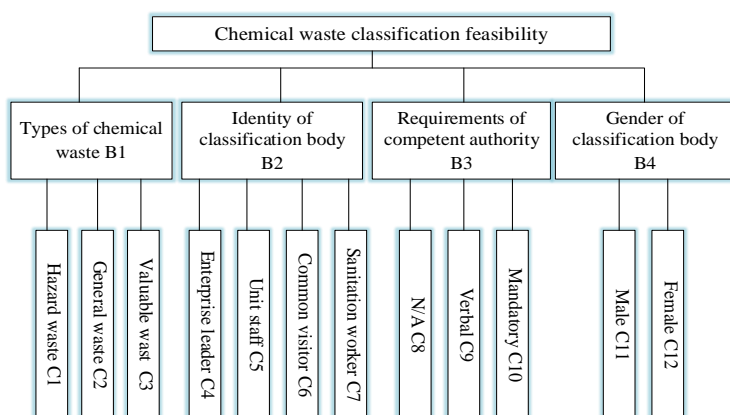 Chemical waste classification feasibility
Types of chemical
waste B1
Identity of
classification body
B2
Requirements of
competent authority
B3
Gender of
classification body
B4
Hazard waste C1
General waste C2
Valuable wast C3
Enterprise leader C4
Unit staff C5
Common visitor C6
Sanitation worker C7
N/A C8
Verbal C9
Mandatory C10
Male C11
Female C12